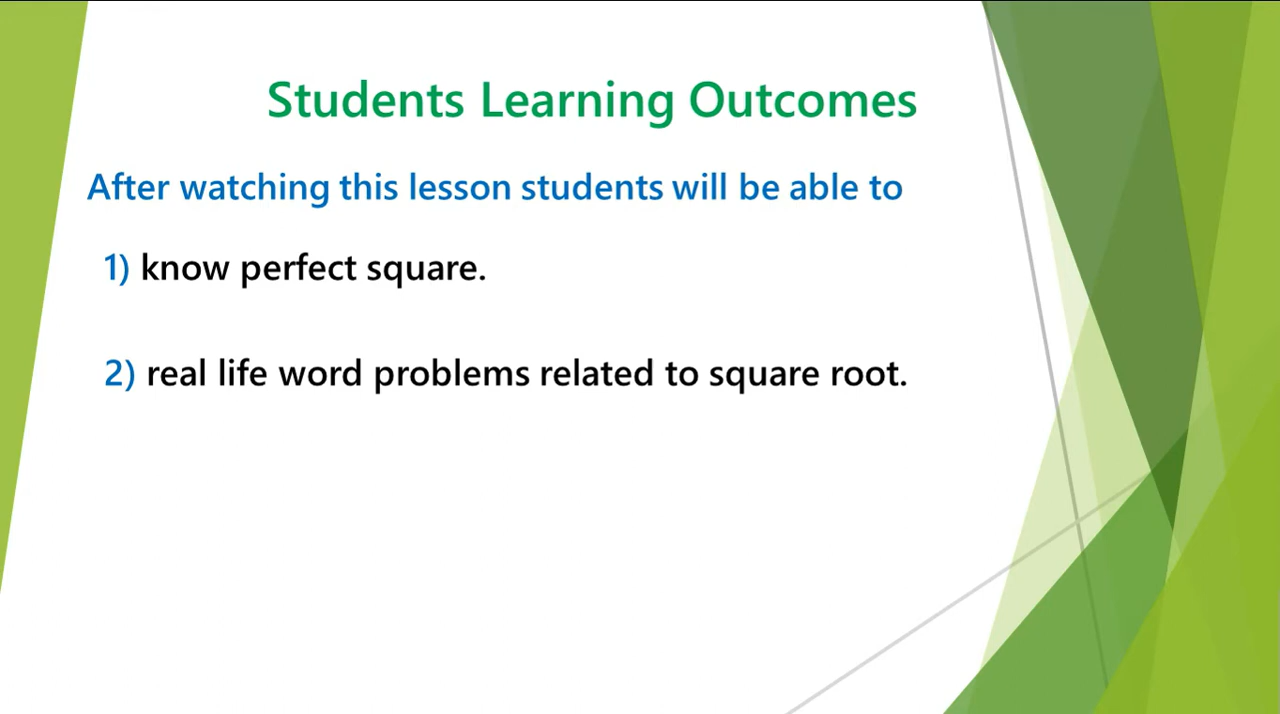 Students Learning Outcomes
After watching this lesson students will be able to
1) know perfect square.
2) real life word problems related to square root.